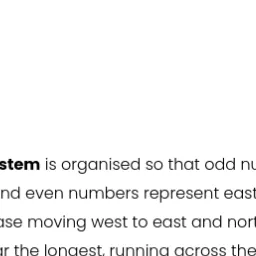 stem is organised so that odd nu
nd even numbers represent east
ase moving west to east and nort
ar the longest, running across the